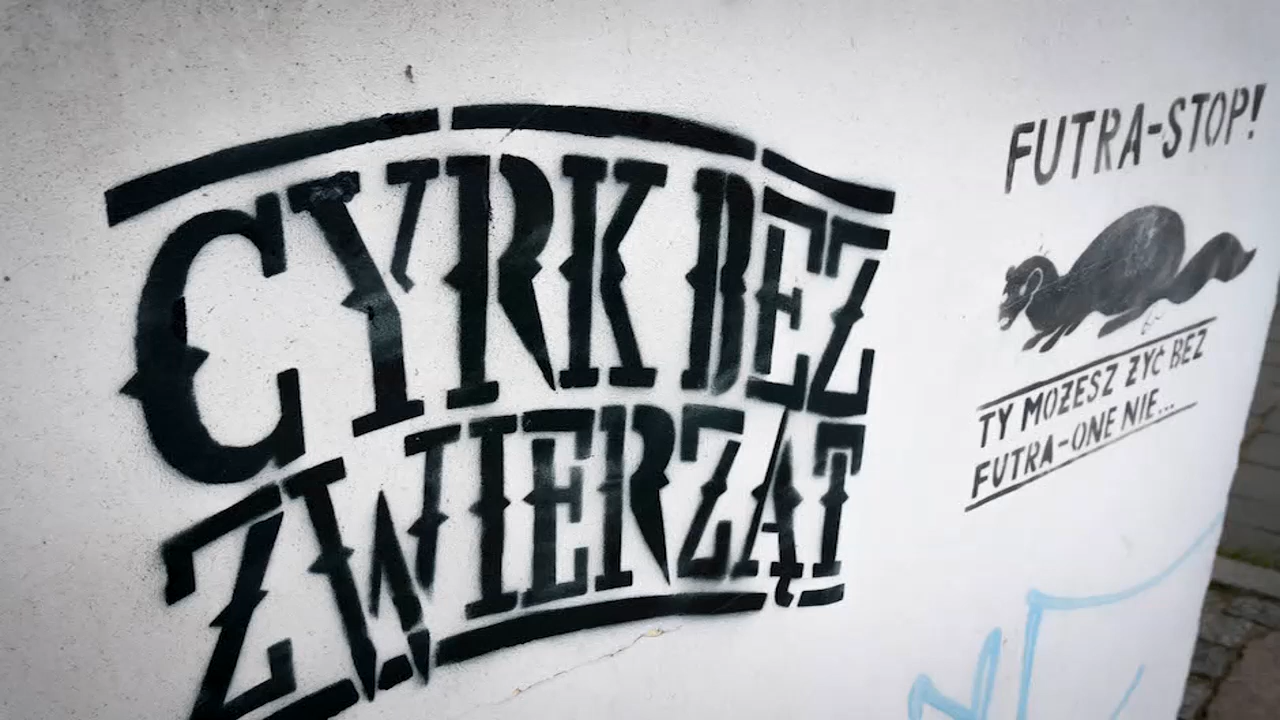 CYRK BEZ
ZWIERZĄT
FUTRA-STOP!
TY MOŻESZ ŻYĆ BEZ
FUTRA-ONE NIE...